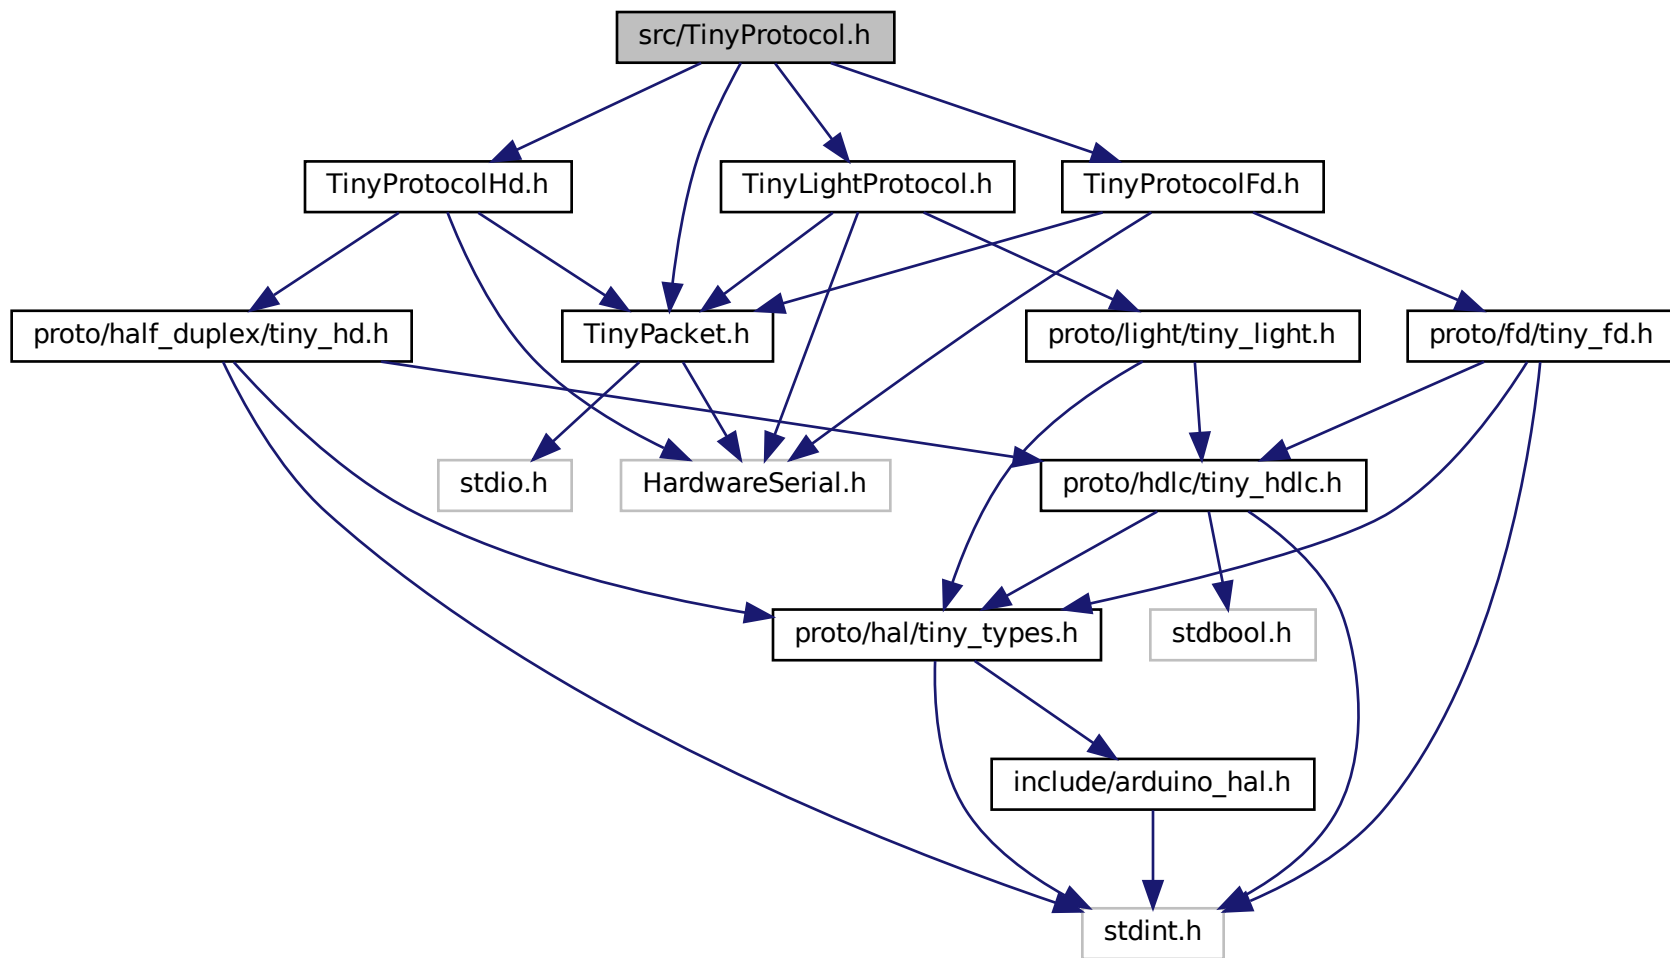 src/TinyProtocol.h
TinyProtocolHd.h
TinyLightProtocol.h
TinyProtocolFd.h
proto/half_duplex/tiny_hd.h
TinyPacket.h
proto/light/tiny_light.h
proto/fd/tiny_fd.h
stdio.h
HardwareSerial.h
proto/hdlc/tiny_hdlc.h
proto/hal/tiny_types.h
stdbool.h
include/arduino_hal.h
stdint.h